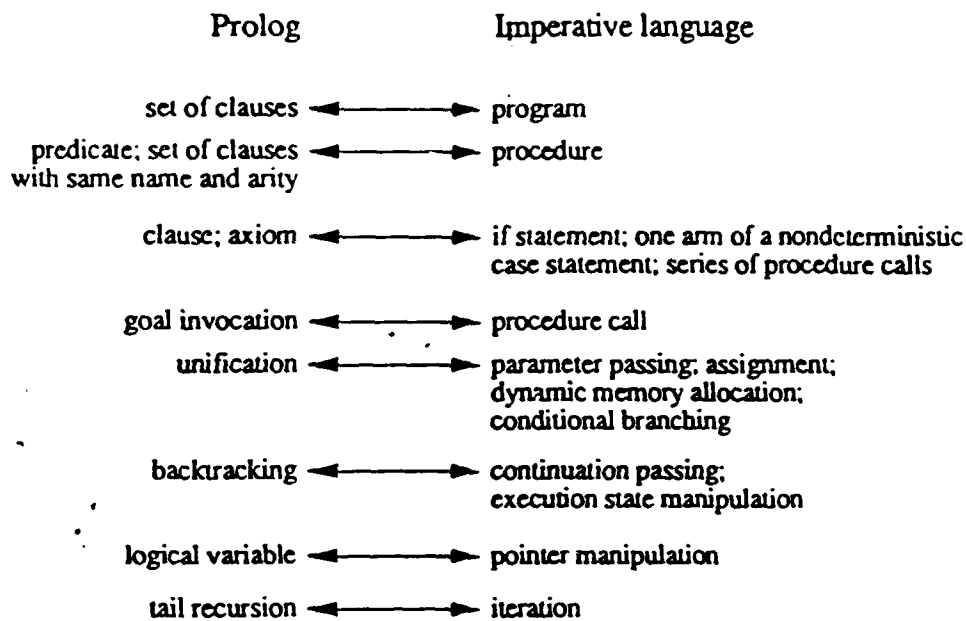 Prolog Imperative language
set of clauses program
predicate; set of clauses procedure
with same name and arity
clause; axiom if statement; one arm of a nondeterministic
case statement; series of procedure calls
goal invocation procedure call
unification parameter passing; assignment;
dynamic memory allocation;
conditional branching
backtracking continuation passing;
execution state manipulation
logical variable pointer manipulation
tail recursion iteration